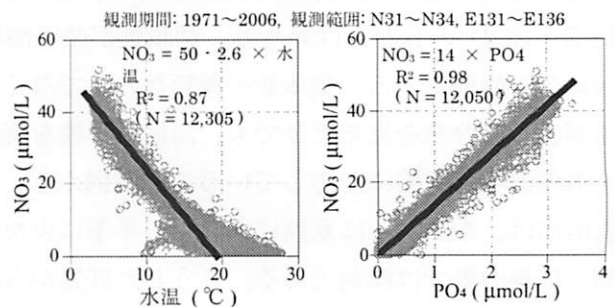 観測期間: 1971～2006, 観測範囲: N31～N34, E131～E136
NO₃ = 50 · 2.6 × 水
温
R² = 0.87
(N = 12,305)
NO₃ ( μmol/L )
60
40
20
0
0
10
20
30
水温 (℃)
NO₃ = 14 × PO4
R² = 0.98
(N = 12,050)
NO₃ ( μmol/L )
60
40
20
0
0
1
2
3
4
PO4 (μmol/L)